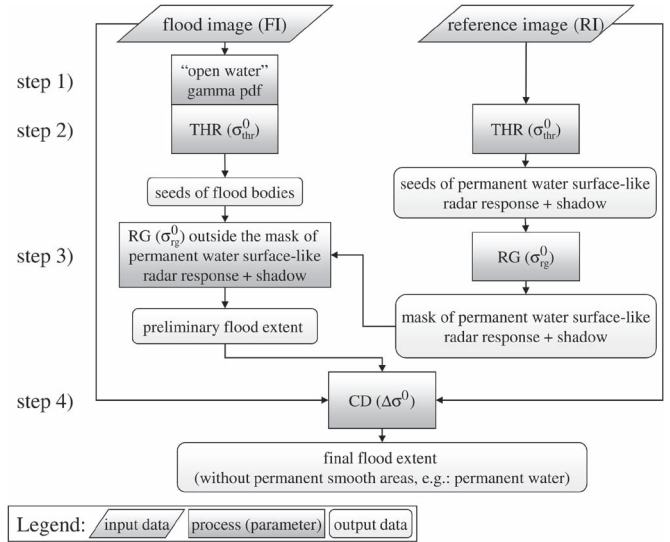 flood image (FI)
reference image (RI)
step 1)
"open water"
gamma pdf
step 2)
THR (σ⁰thr)
THR (σ⁰thr)
seeds of flood bodies
seeds of permanent water surface-like
radar response + shadow
step 3)
RG (σ⁰rg) outside the mask of
permanent water surface-like
radar response + shadow
RG (σ⁰rg)
preliminary flood extent
mask of permanent water surface-like
radar response + shadow
step 4)
CD (Δσ⁰)
final flood extent
(without permanent smooth areas, e.g.: permanent water)
Legend: input data process (parameter) output data